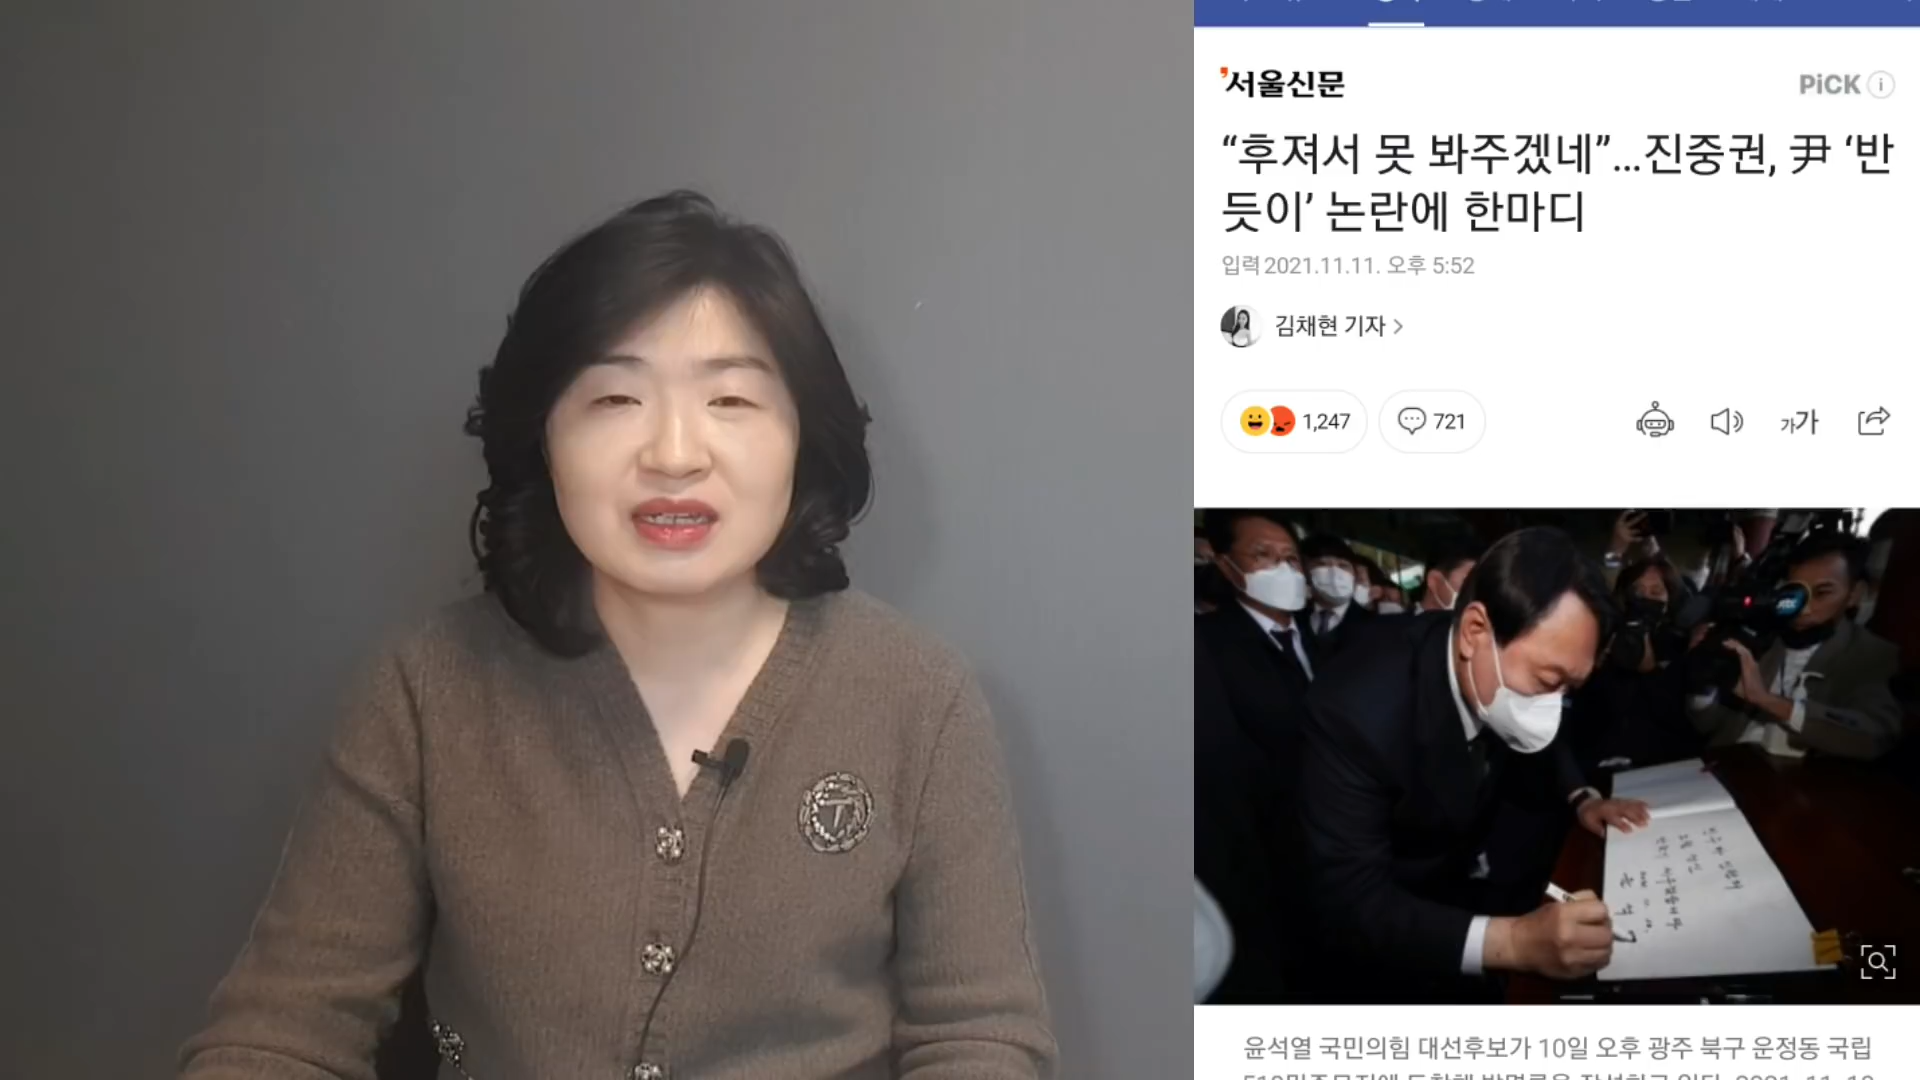 서울신문
PiCK
“후져서 못 봐주겠네”…진중권, 尹 ‘반
듯이’ 논란에 한마디
입력 2021.11.11. 오후 5:52
김채현 기자
1,247
721
가가
윤석열 국민의힘 대선후보가 10일 오후 광주 북구 운정동 국립